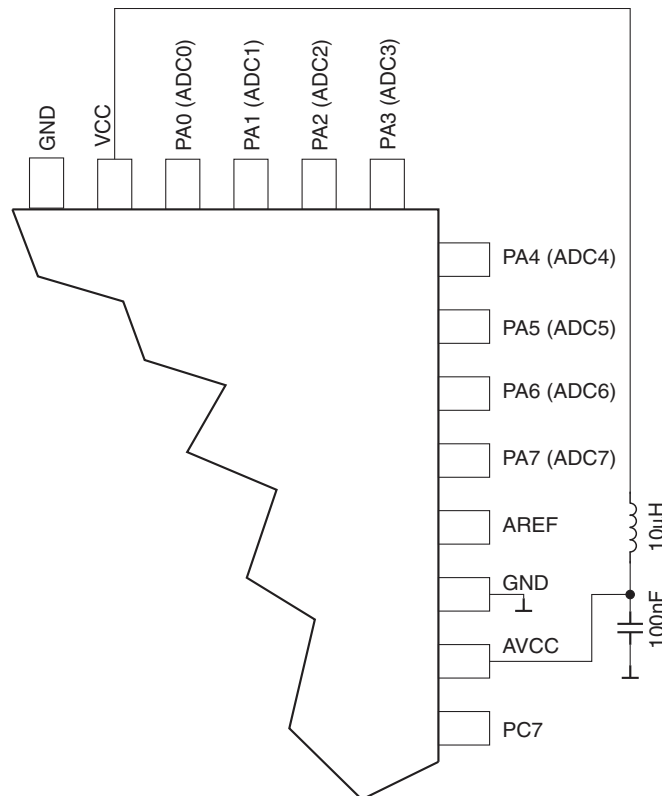 GND
VCC
PA0 (ADC0)
PA1 (ADC1)
PA2 (ADC2)
PA3 (ADC3)
PA4 (ADC4)
PA5 (ADC5)
PA6 (ADC6)
PA7 (ADC7)
AREF
10µH
GND
AVCC
100nF
PC7